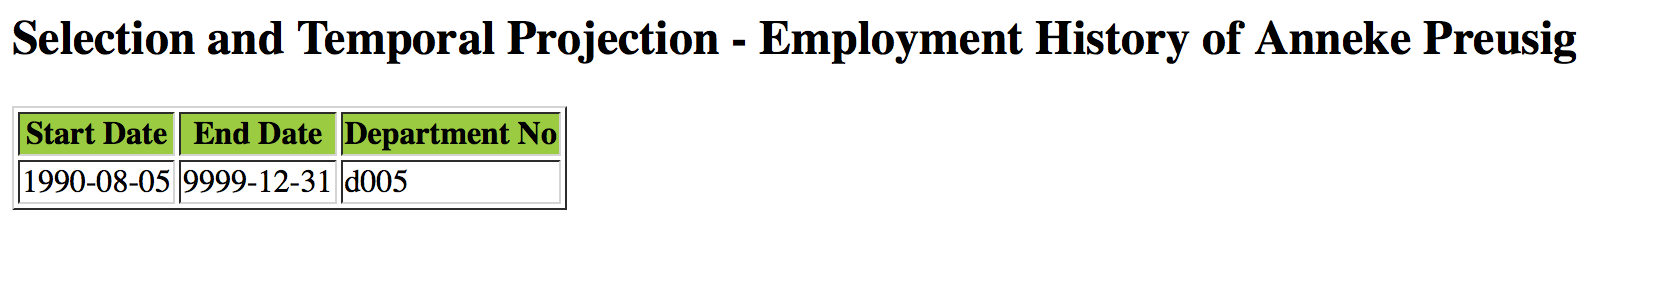 Selection and Temporal Projection - Employment History of Anneke Preusig
Start Date End Date Department No
1990-08-05 9999-12-31 d005